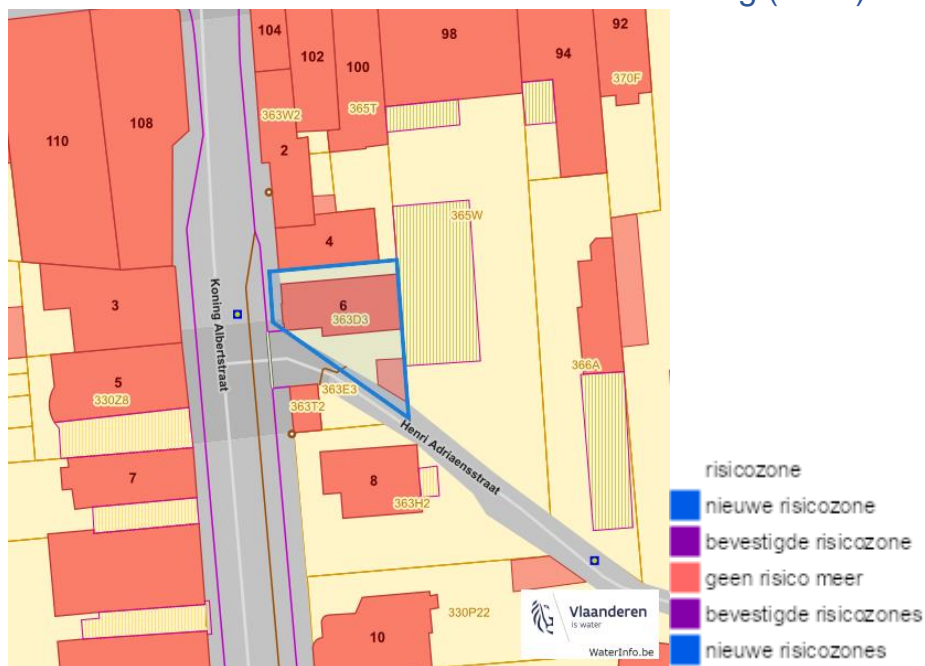 g
104
102
100
98
94
92
363W2
365T
370F
110
108
2
365W
4
3
6
363D3
Koning Albertstraat
5
330Z8
363T2
363E3
366A
Henri Adriaensstraat
7
8
363H2
10
330P22
Vlaanderen
is water
WaterInfo.be
risicozone
nieuwe risicozone
bevestigde risicozone
geen risico meer
bevestigde risicozones
nieuwe risicozones